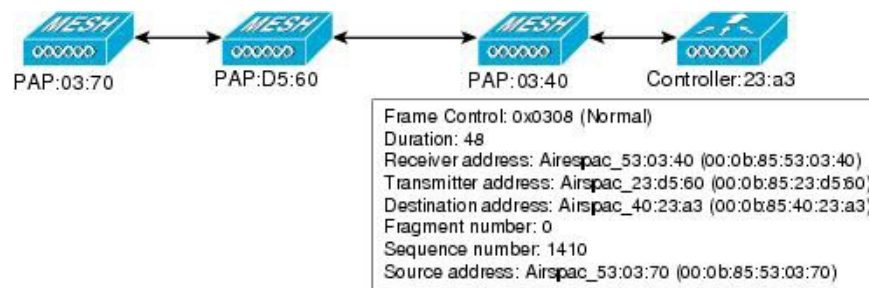 MESH
MESH
MESH
PAP:03:70
PAP:D5:60
PAP:03:40
Controller:23:a3
Frame Control: 0x0308 (Normal)
Duration: 48
Receiver address: Airespac_53:03:40 (00:0b:85:53:03:40)
Transmitter address: Airspac_23:d5:60 (00:0b:85:23:d5:60)
Destination address: Airspac_40:23:a3 (00:0b:85:40:23:a3)
Fragment number: 0
Sequence number: 1410
Source address: Airspac_53:03:70 (00:0b:85:53:03:70)